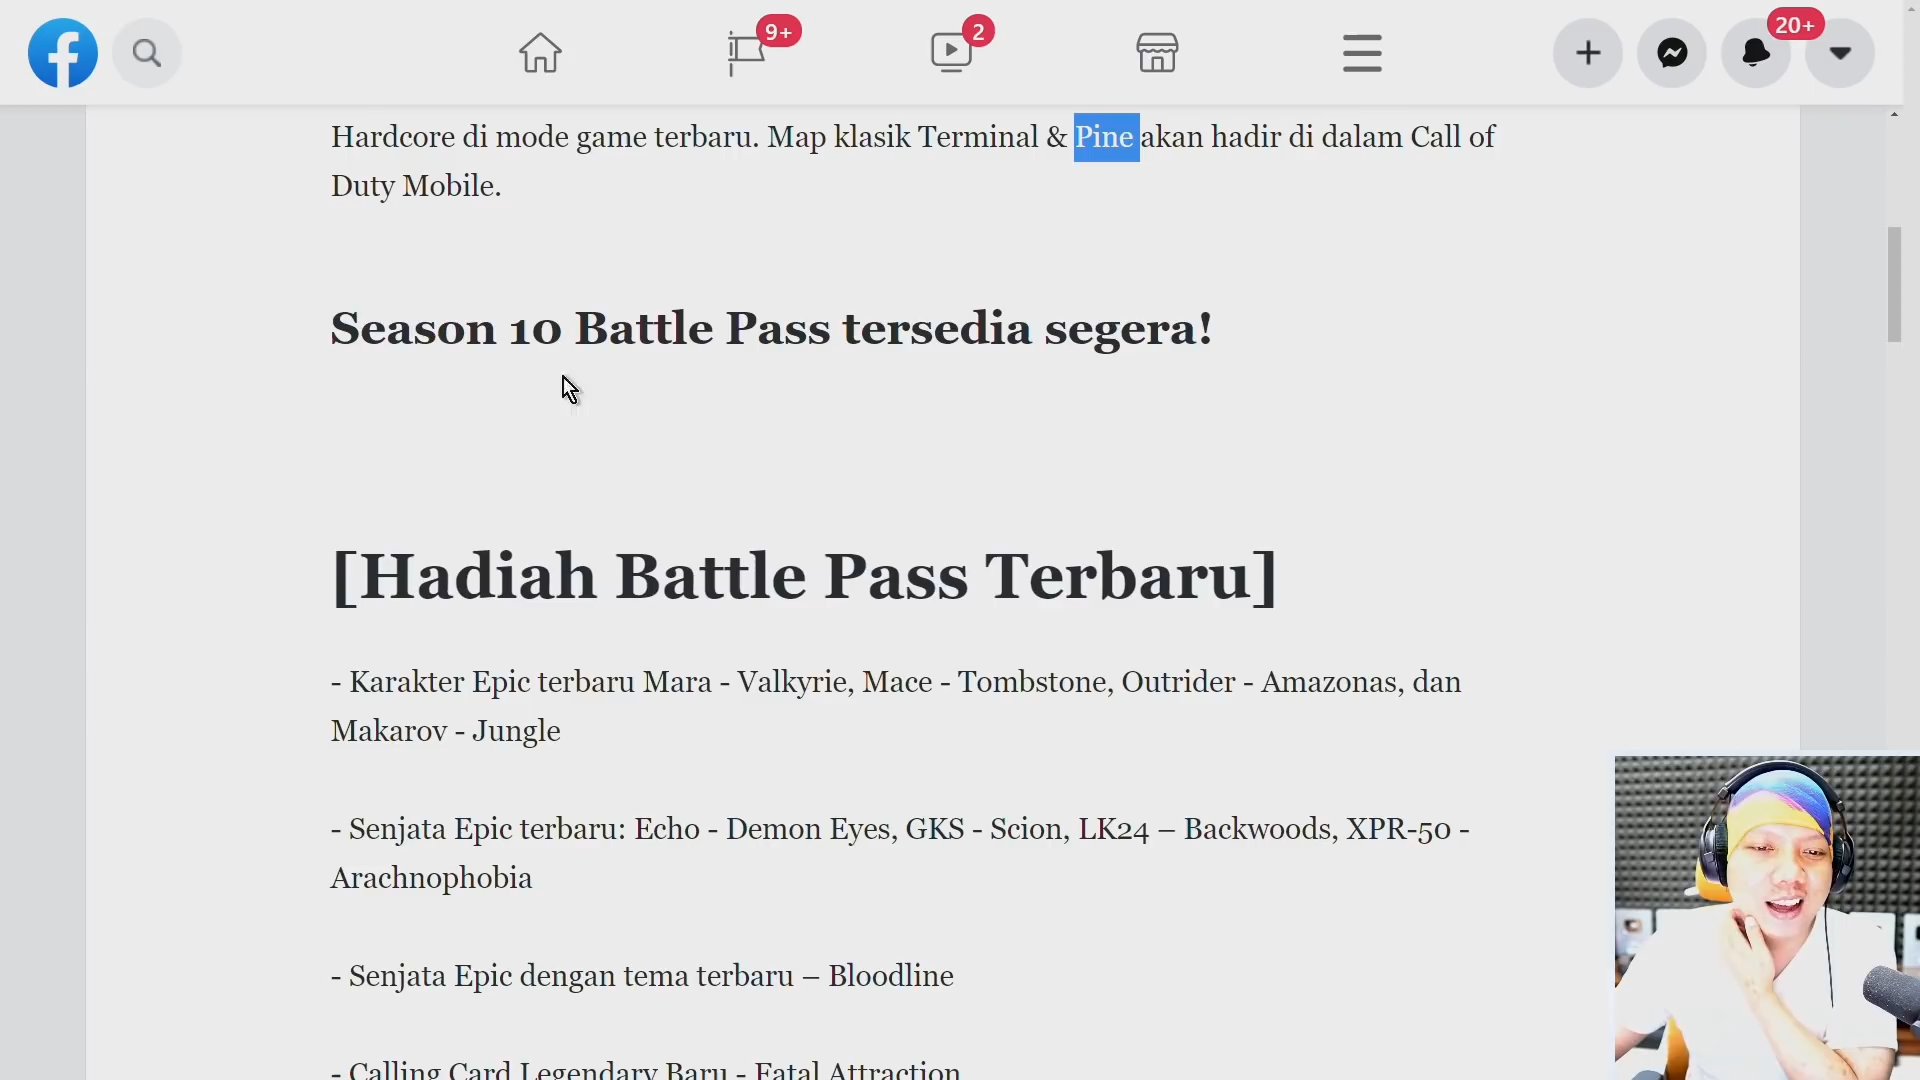 9+
2
20+
Hardcore di mode game terbaru. Map klasik Terminal & Pine akan hadir di dalam Call of
Duty Mobile.
Season 10 Battle Pass tersedia segera!
[Hadiah Battle Pass Terbaru]
- Karakter Epic terbaru Mara - Valkyrie, Mace - Tombstone, Outrider - Amazonas, dan
Makarov - Jungle
- Senjata Epic terbaru: Echo - Demon Eyes, GKS - Scion, LK24 – Backwoods, XPR-50 -
Arachnophobia
- Senjata Epic dengan tema terbaru – Bloodline
- Calling Card Legendary Baru - Fatal Attraction